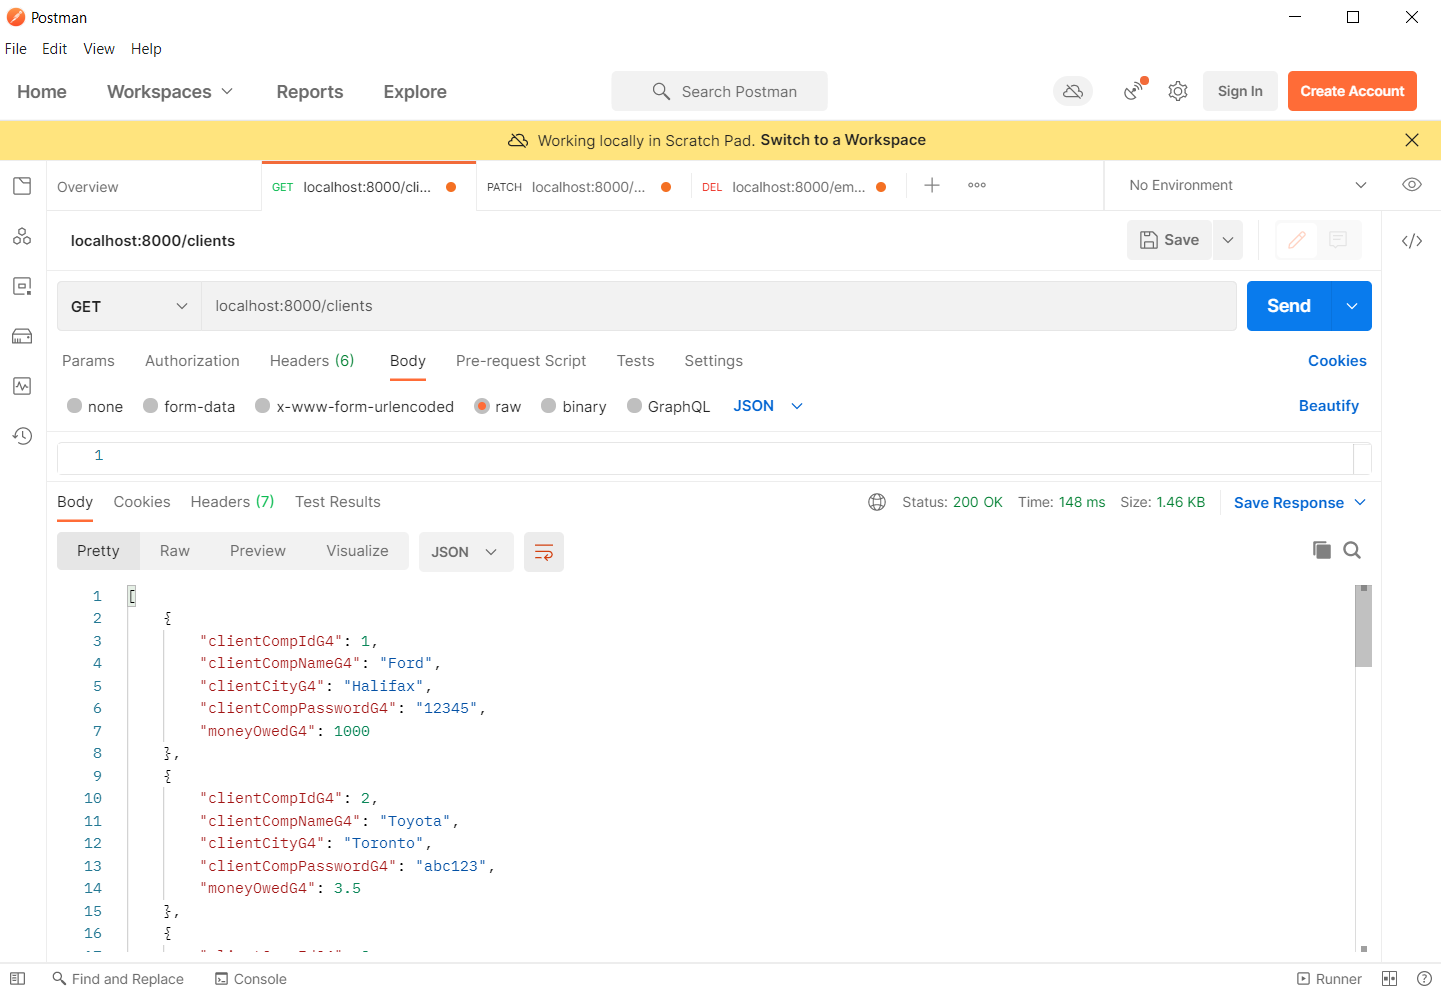 Postman
File Edit View Help
Home Workspaces Reports Explore Search Postman Sign In Create Account
Working locally in Scratch Pad. Switch to a Workspace
Overview GET localhost:8000/cli... PATCH localhost:8000/... DEL localhost:8000/em... No Environment
localhost:8000/clients Save
GET localhost:8000/clients Send
Params Authorization Headers (6) Body Pre-request Script Tests Settings Cookies
none form-data x-www-form-urlencoded raw binary GraphQL JSON Beautify
1
Body Cookies Headers (7) Test Results Status: 200 OK Time: 148 ms Size: 1.46 KB Save Response
Pretty Raw Preview Visualize JSON
1 [
2 {
3 "clientCompIdG4": 1,
4 "clientCompNameG4": "Ford",
5 "clientCityG4": "Halifax",
6 "clientCompPasswordG4": "12345",
7 "moneyOwedG4": 1000
8 },
9 {
10 "clientCompIdG4": 2,
11 "clientCompNameG4": "Toyota",
12 "clientCityG4": "Toronto",
13 "clientCompPasswordG4": "abc123",
14 "moneyOwedG4": 3.5
15 },
16 {
Find and Replace Console Runner